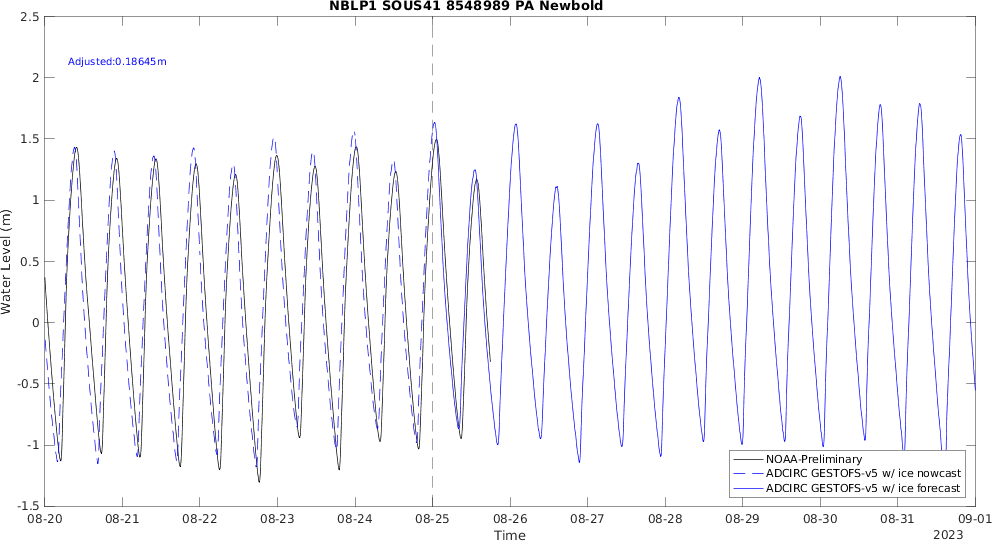 NBLP1 SOUS41 8548989 PA Newbold
Adjusted:0.18645m
Water Level (m)
2.5
2
1.5
1
0.5
0
-0.5
-1
-1.5
NOAA-Preliminary
ADCIRC GESTOFS-v5 w/ ice nowcast
ADCIRC GESTOFS-v5 w/ ice forecast
08-20 08-21 08-22 08-23 08-24 08-25 08-26 08-27 08-28 08-29 08-30 08-31 09-01
Time
2023